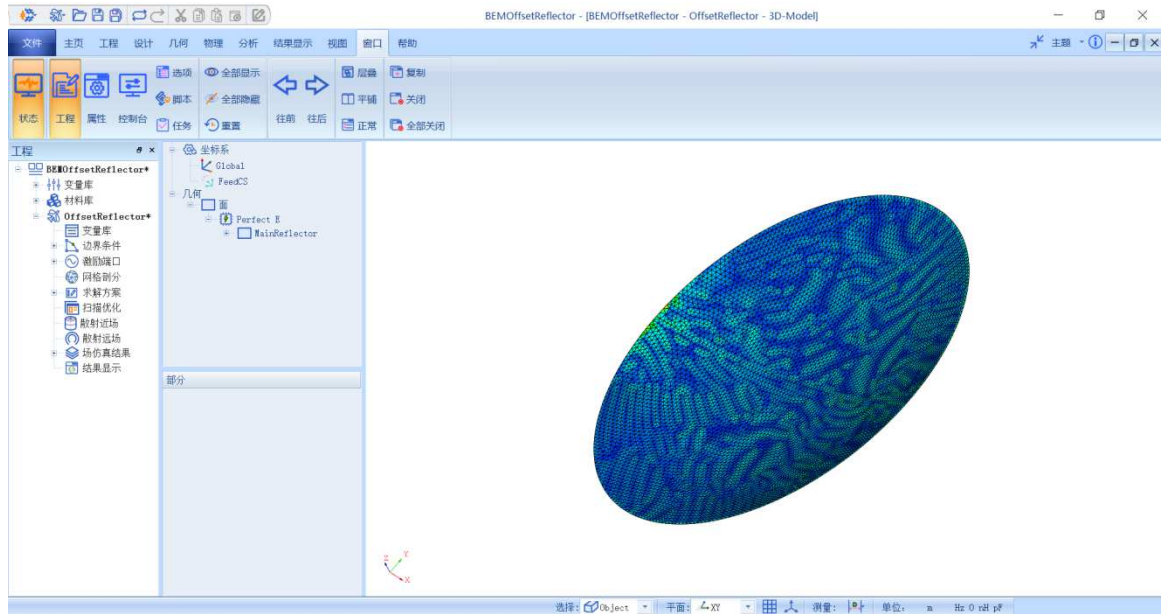 BEMOffsetReflector - [BEMOffsetReflector - OffsetReflector - 3D-Model]
文件 主页 工程 设计 几何 物理 分析 结果显示 视图 窗口 帮助 主题
选项 全部显示 层叠 复制
脚本 全部隐藏 平铺 关闭
状态 工程 属性 控制台 往前 往后
任务 重置 正常 全部关闭
工程
BEMOffsetReflector*
变量库
材料库
OffsetReflector*
变量库
边界条件
激励端口
网格剖分
求解方案
扫描优化
散射近场
散射远场
场仿真结果
结果显示
坐标系
Global
FeedCS
几何
面
Perfect E
MainReflector
部分
Z Y
X
选择: Object 平面: XY 测量: 单位: m Hz O nH pF